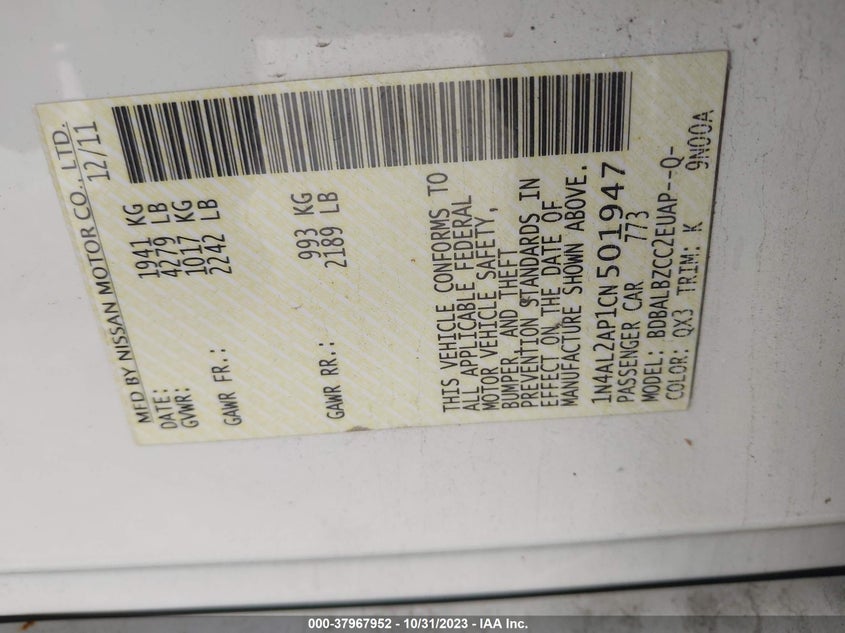 MFD BY NISSAN MOTOR CO., LTD.
DATE: 12/11
GVWR: 1941 KG
4279 LB
GAWR FR.: 1017 KG
2242 LB
GAWR RR.: 993 KG
2189 LB
THIS VEHICLE CONFORMS TO
ALL APPLICABLE FEDERAL
MOTOR VEHICLE SAFETY,
BUMPER, AND THEFT
PREVENTION STANDARDS IN
EFFECT ON THE DATE OF
MANUFACTURE SHOWN ABOVE.
1N4AL2AP1CN501947
PASSENGER CAR 773
MODEL: BDBALBZCC2EUAP--Q-
COLOR: QX3 TRIM: K 9N00A
000-37967952 - 10/31/2023 - IAA Inc.